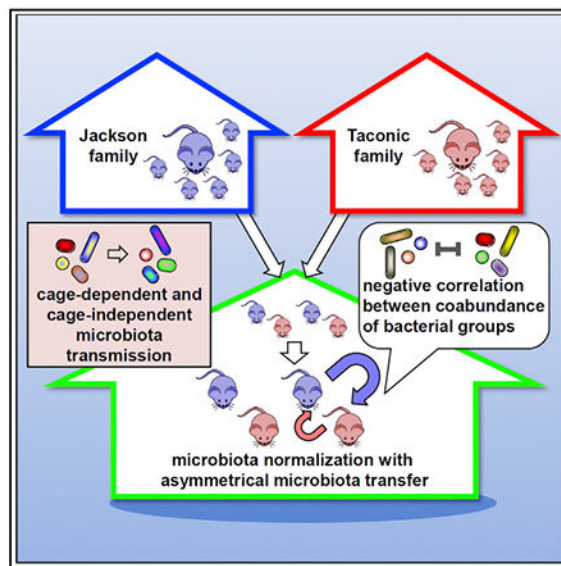 Jackson
family
Taconic
family
cage-dependent and
cage-independent
microbiota
transmission
negative correlation
between coabundance
of bacterial groups
microbiota normalization with
asymmetrical microbiota transfer